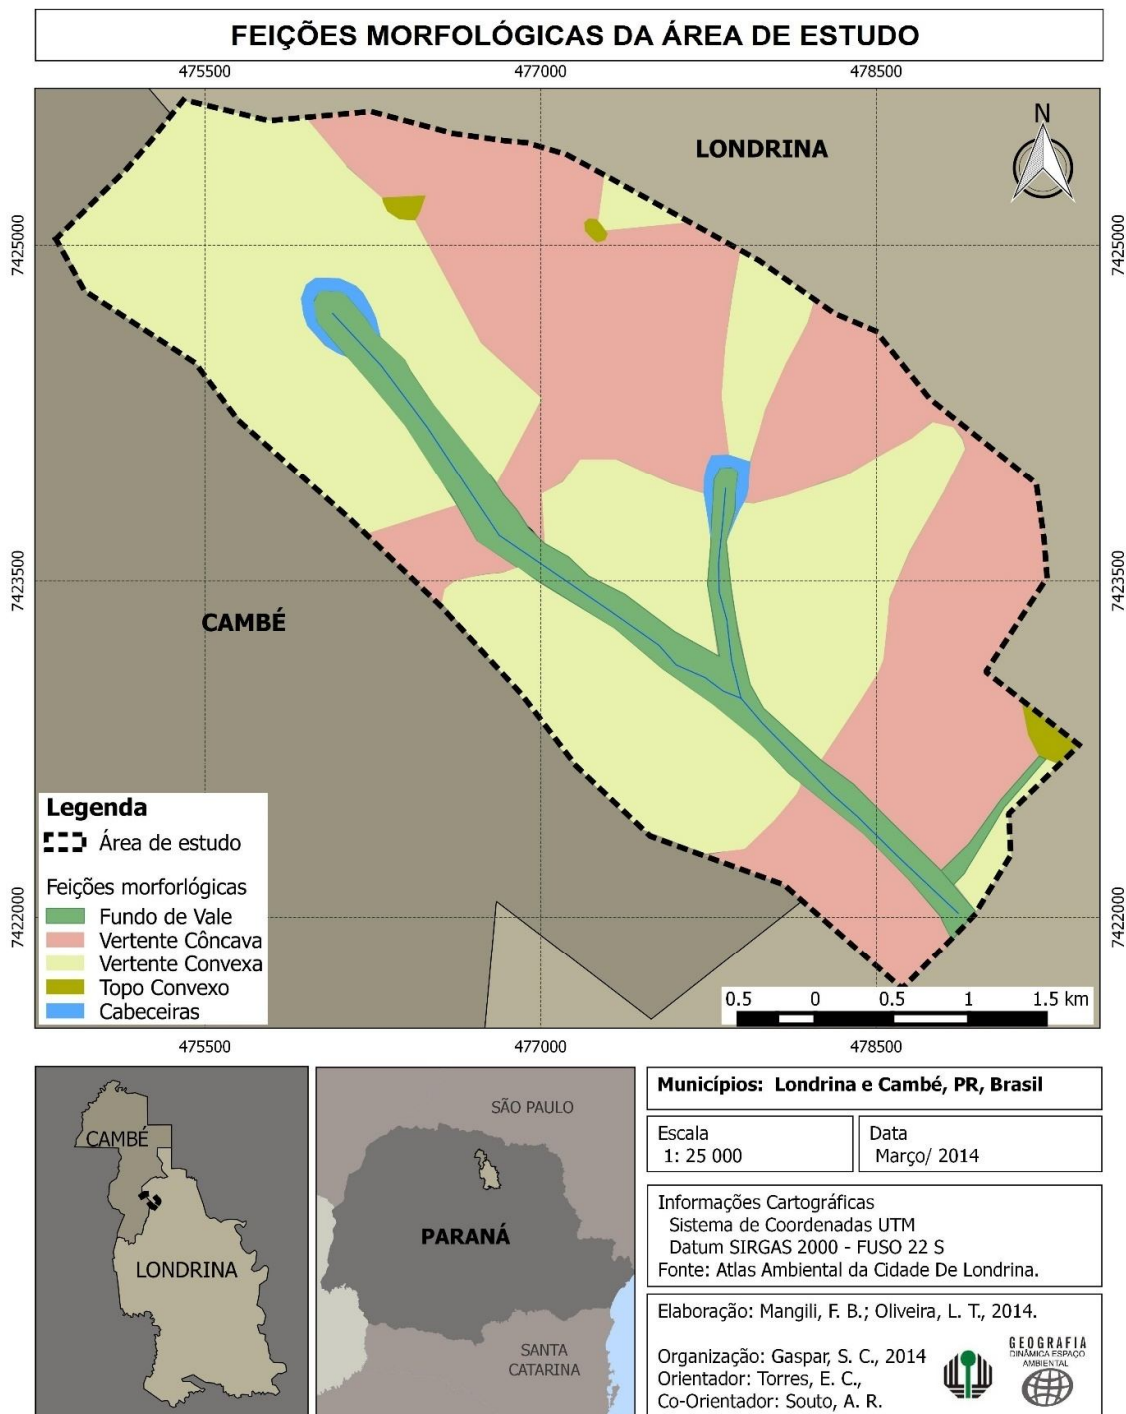 FEIÇÕES MORFOLÓGICAS DA ÁREA DE ESTUDO
475500
477000
478500
N
LONDRINA
7425000
7425000
7423500
7423500
CAMBÉ
7422000
7422000
Legenda
Área de estudo
Feições morforlógicas
Fundo de Vale
Vertente Côncava
Vertente Convexa
Topo Convexo
Cabeceiras
0.5 0 0.5 1 1.5 km
475500
477000
478500
CAMBÉ
LONDRINA
SÃO PAULO
PARANÁ
SANTA
CATARINA
Municípios: Londrina e Cambé, PR, Brasil
Escala
1: 25 000
Data
Março/ 2014
Informações Cartográficas
Sistema de Coordenadas UTM
Datum SIRGAS 2000 - FUSO 22 S
Fonte: Atlas Ambiental da Cidade De Londrina.
Elaboração: Mangili, F. B.; Oliveira, L. T., 2014.
Organização: Gaspar, S. C., 2014
Orientador: Torres, E. C.,
Co-Orientador: Souto, A. R.
GEOGRAFIA
DINÂMICA ESPAÇO
AMBIENTAL